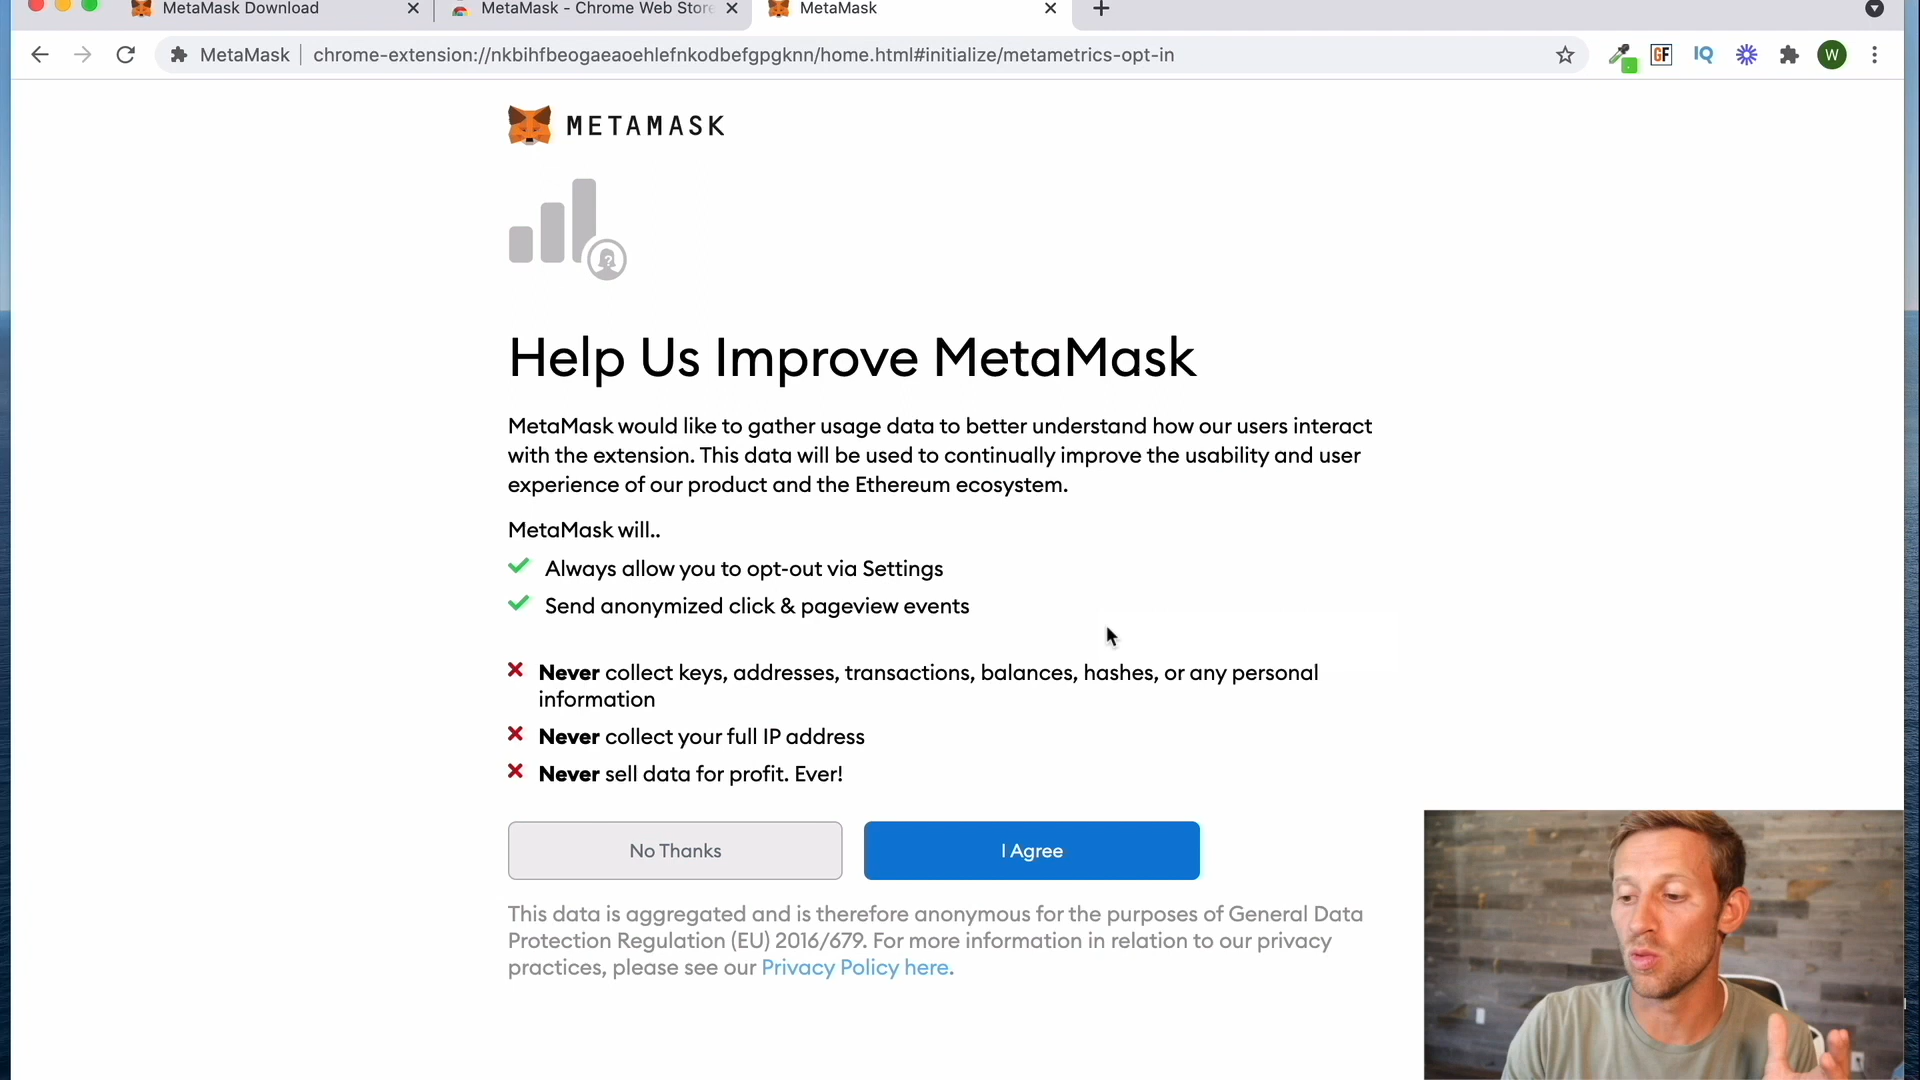 MetaMask Download
MetaMask - Chrome Web Store
MetaMask
MetaMask
chrome-extension://nkbihfbeogaeaoehlefnkodbefgpgknn/home.html#initialize/metametrics-opt-in
GF
IQ
W
METAMASK
?
Help Us Improve MetaMask
MetaMask would like to gather usage data to better understand how our users interact
with the extension. This data will be used to continually improve the usability and user
experience of our product and the Ethereum ecosystem.
MetaMask will..
Always allow you to opt-out via Settings
Send anonymized click & pageview events
Never collect keys, addresses, transactions, balances, hashes, or any personal
information
Never collect your full IP address
Never sell data for profit. Ever!
No Thanks
I Agree
This data is aggregated and is therefore anonymous for the purposes of General Data
Protection Regulation (EU) 2016/679. For more information in relation to our privacy
practices, please see our Privacy Policy here.